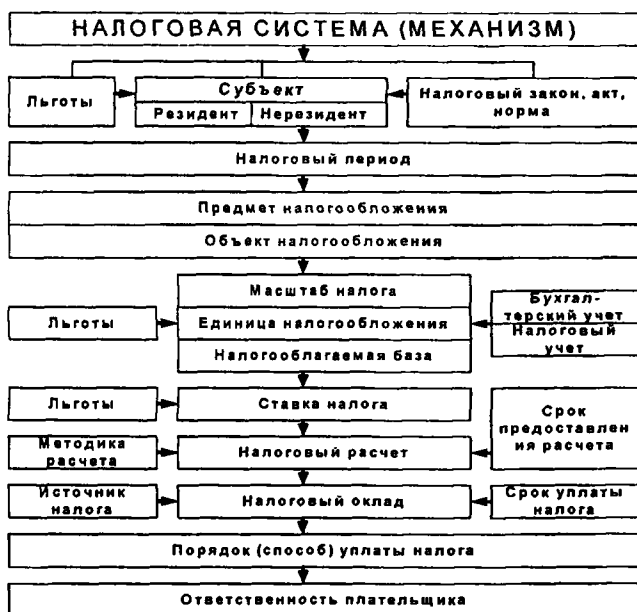 НАЛОГОВАЯ СИСТЕМА (МЕХАНИЗМ)
Льготы
Субъект
Резидент Нерезидент
Налоговый закон, акт,
норма
Налоговый период
Предмет налогообложения
Объект налогообложения
Масштаб налога
Льготы
Единица налогообложения
Налогооблагаемая база
Бухгал-
терский учет
Налоговый
учет
Льготы
Ставка налога
Срок
предоставлен
ия расчета
Методика
расчета
Налоговый расчет
Источник
налога
Налоговый оклад
Срок уплаты
налога
Порядок (способ) уплаты налога
Ответственность плательщика